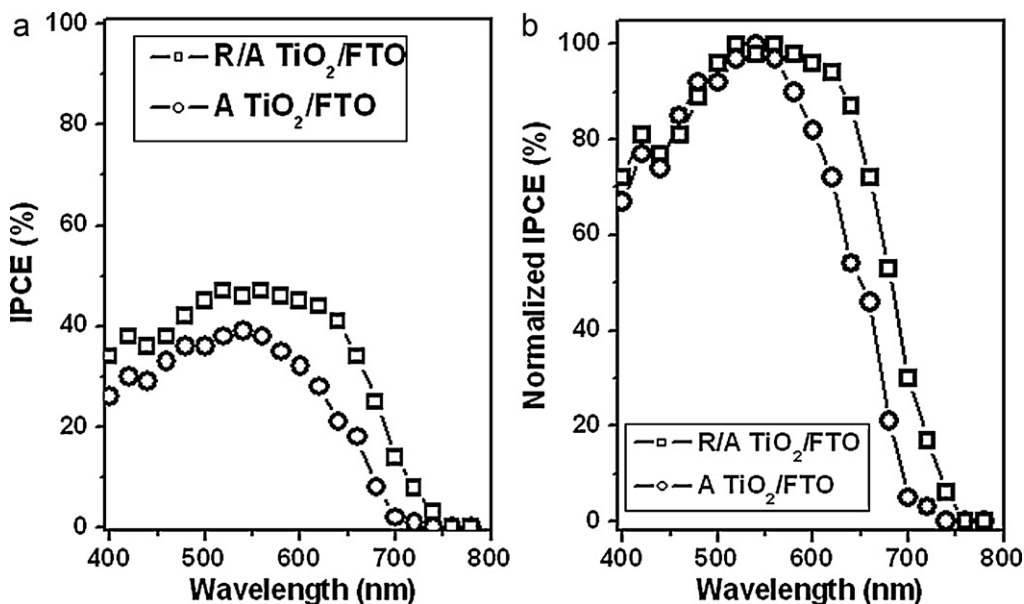 a
IPCE (%)
100
80
60
40
20
0
R/A TiO2/FTO
A TiO2/FTO
400 500 600 700 800
Wavelength (nm)
b
Normalized IPCE (%)
100
80
60
40
20
0
R/A TiO2/FTO
A TiO2/FTO
400 500 600 700 800
Wavelength (nm)